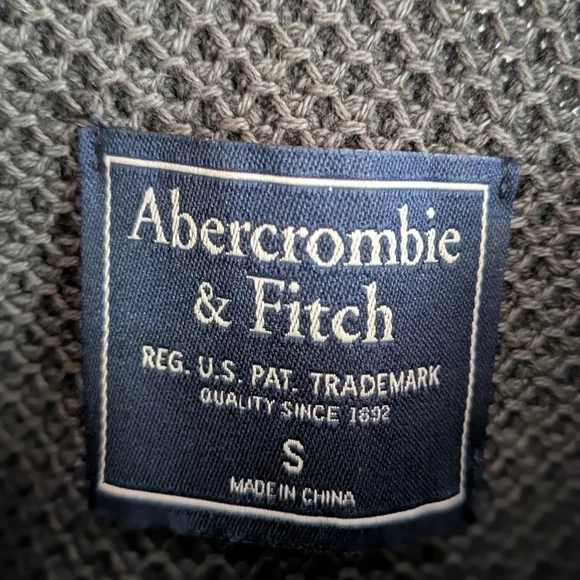 Abercrombie
& Fitch
REG. U.S. PAT. TRADEMARK
QUALITY SINCE 1892
S
MADE IN CHINA